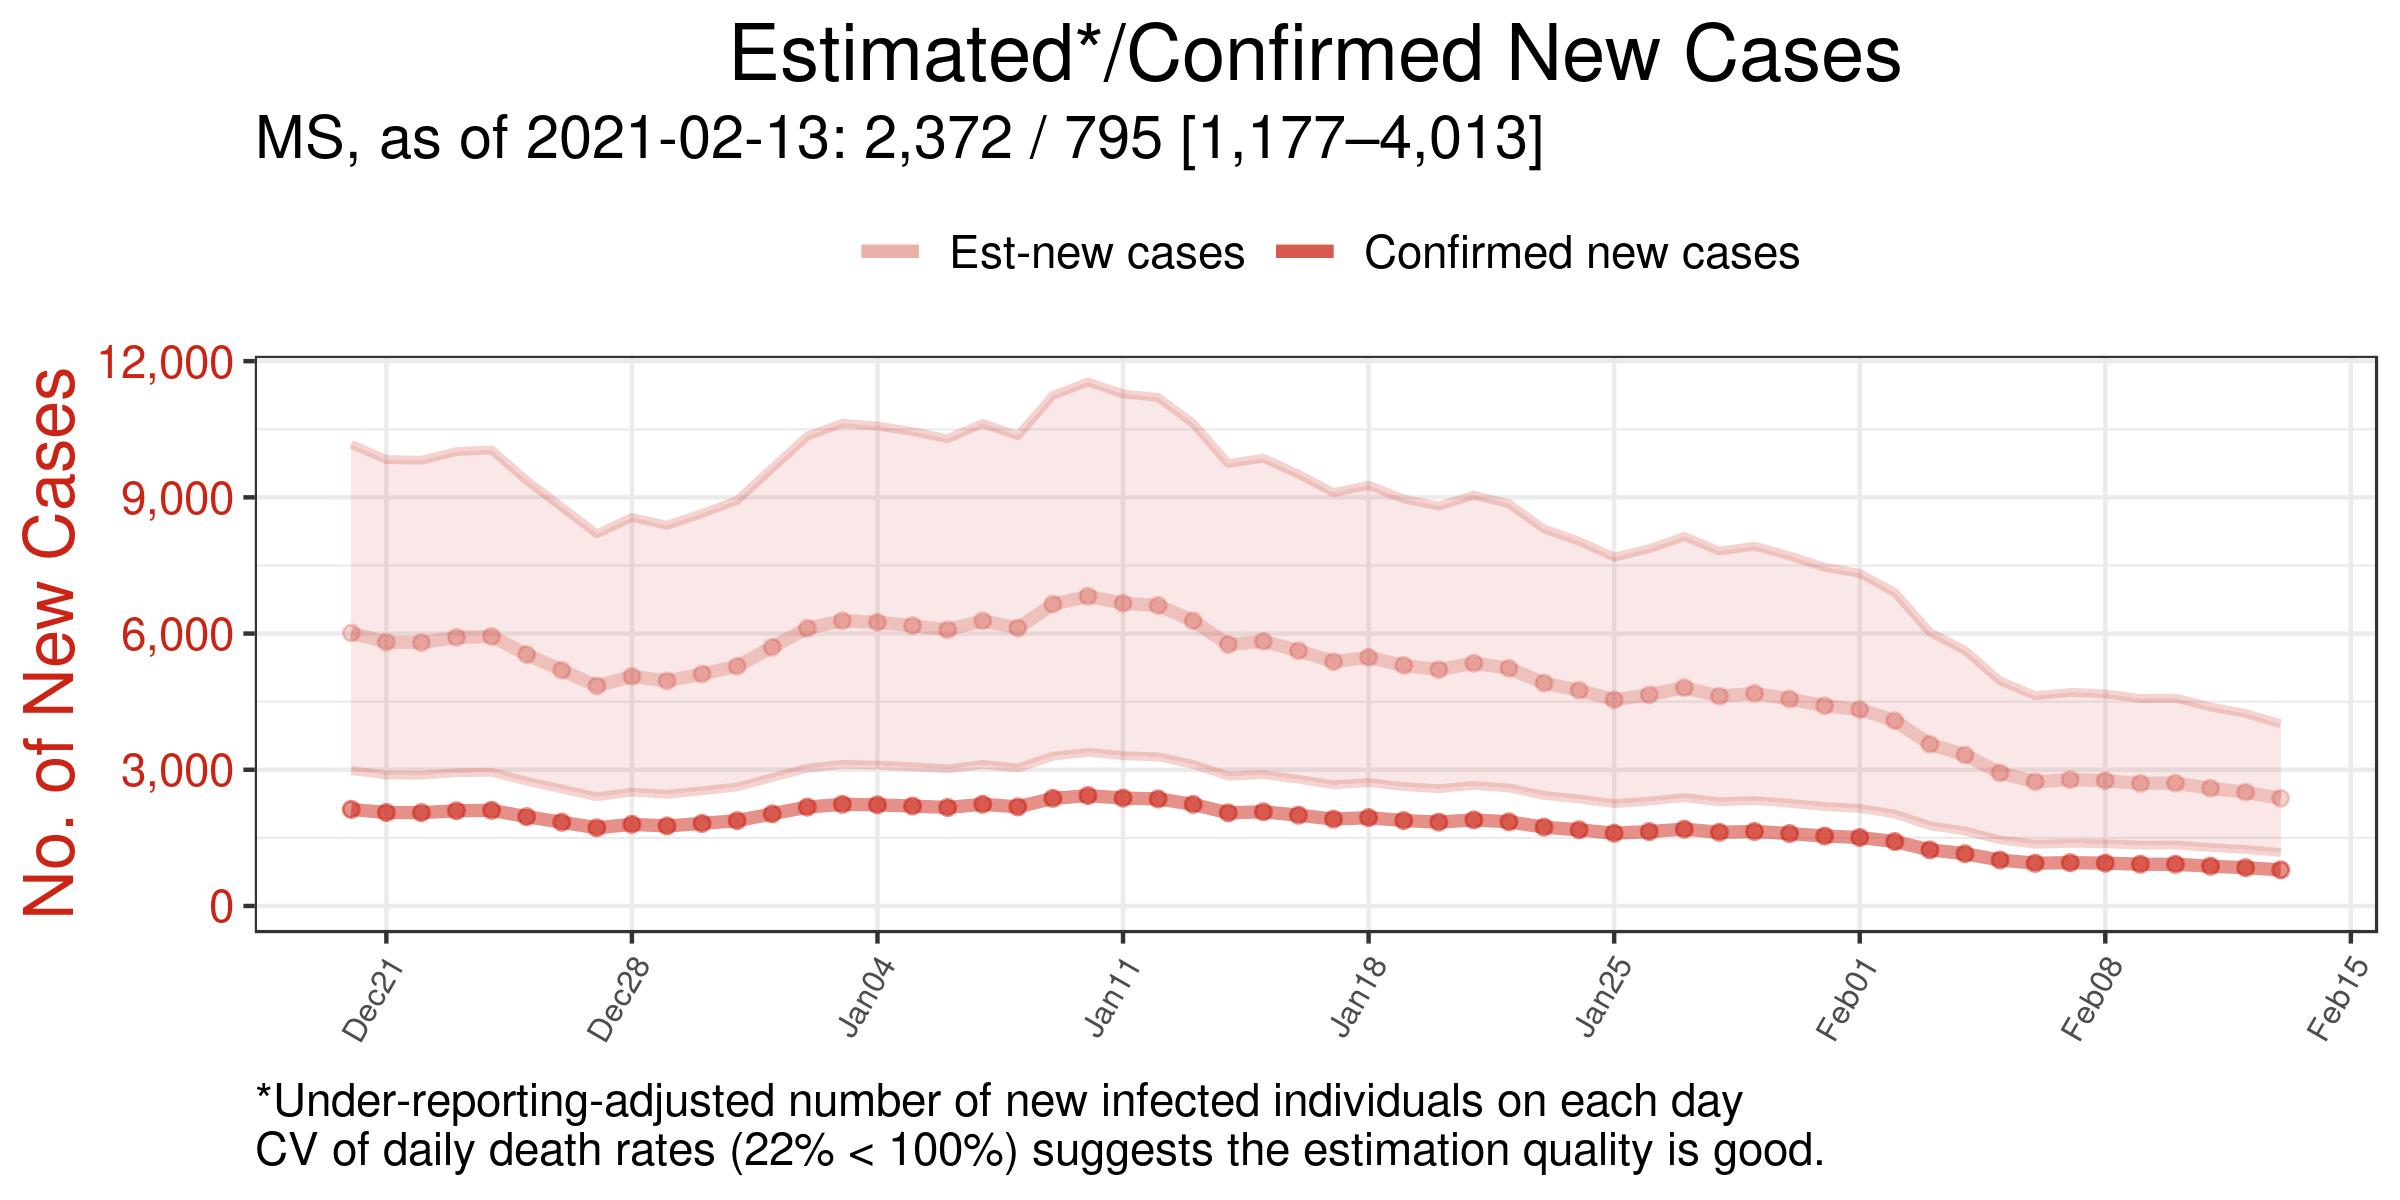 Estimated*/Confirmed New Cases
MS, as of 2021-02-13: 2,372 / 795 [1,177–4,013]
Est-new cases Confirmed new cases
No. of New Cases
12,000
9,000
6,000
3,000
0
Dec21 Dec28 Jan04 Jan11 Jan18 Jan25 Feb01 Feb08 Feb15
*Under-reporting-adjusted number of new infected individuals on each day
CV of daily death rates (22% < 100%) suggests the estimation quality is good.